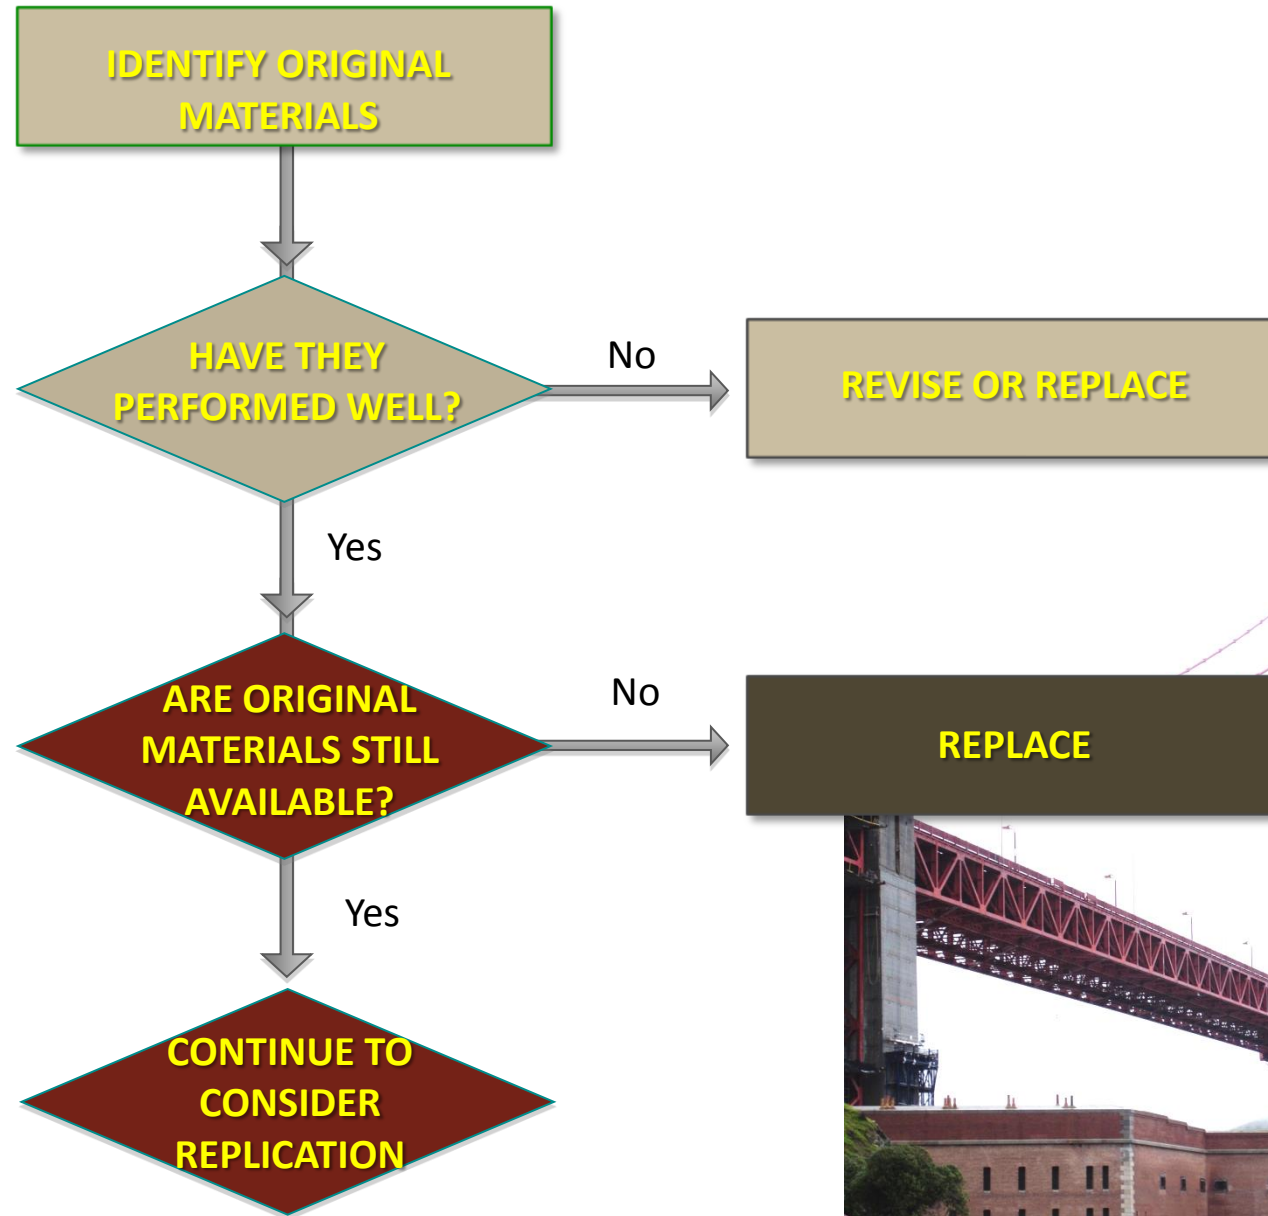 IDENTIFY ORIGINAL
MATERIALS
HAVE THEY
PERFORMED WELL?
No
REVISE OR REPLACE
Yes
ARE ORIGINAL
MATERIALS STILL
AVAILABLE?
No
REPLACE
Yes
CONTINUE TO
CONSIDER
REPLICATION